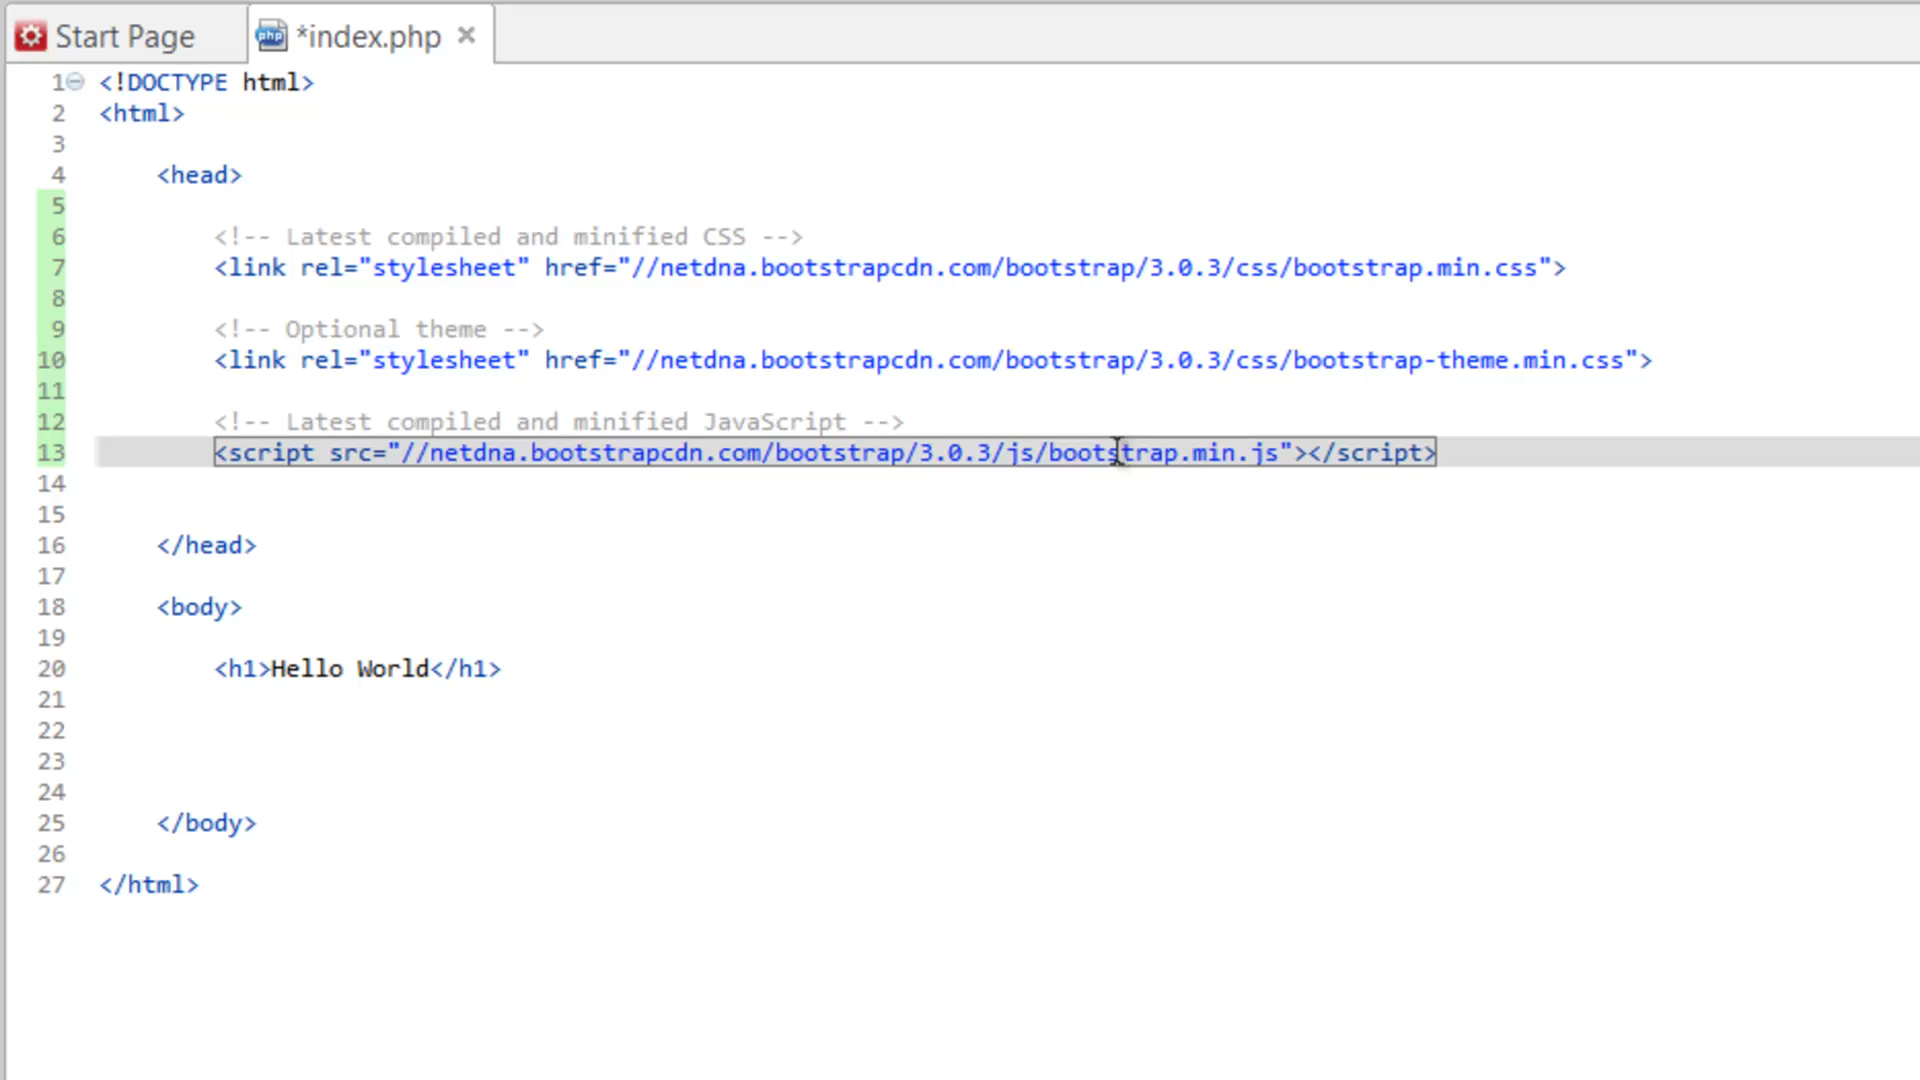 Start Page
php *index.php
1 <!DOCTYPE html>
2 <html>
3
4 <head>
5
6 <!-- Latest compiled and minified CSS -->
7 <link rel="stylesheet" href="//netdna.bootstrapcdn.com/bootstrap/3.0.3/css/bootstrap.min.css">
8
9 <!-- Optional theme -->
10 <link rel="stylesheet" href="//netdna.bootstrapcdn.com/bootstrap/3.0.3/css/bootstrap-theme.min.css">
11
12 <!-- Latest compiled and minified JavaScript -->
13 <script src="//netdna.bootstrapcdn.com/bootstrap/3.0.3/js/bootstrap.min.js"></script>
14
15
16 </head>
17
18 <body>
19
20 <h1>Hello World</h1>
21
22
23
24
25 </body>
26
27 </html>